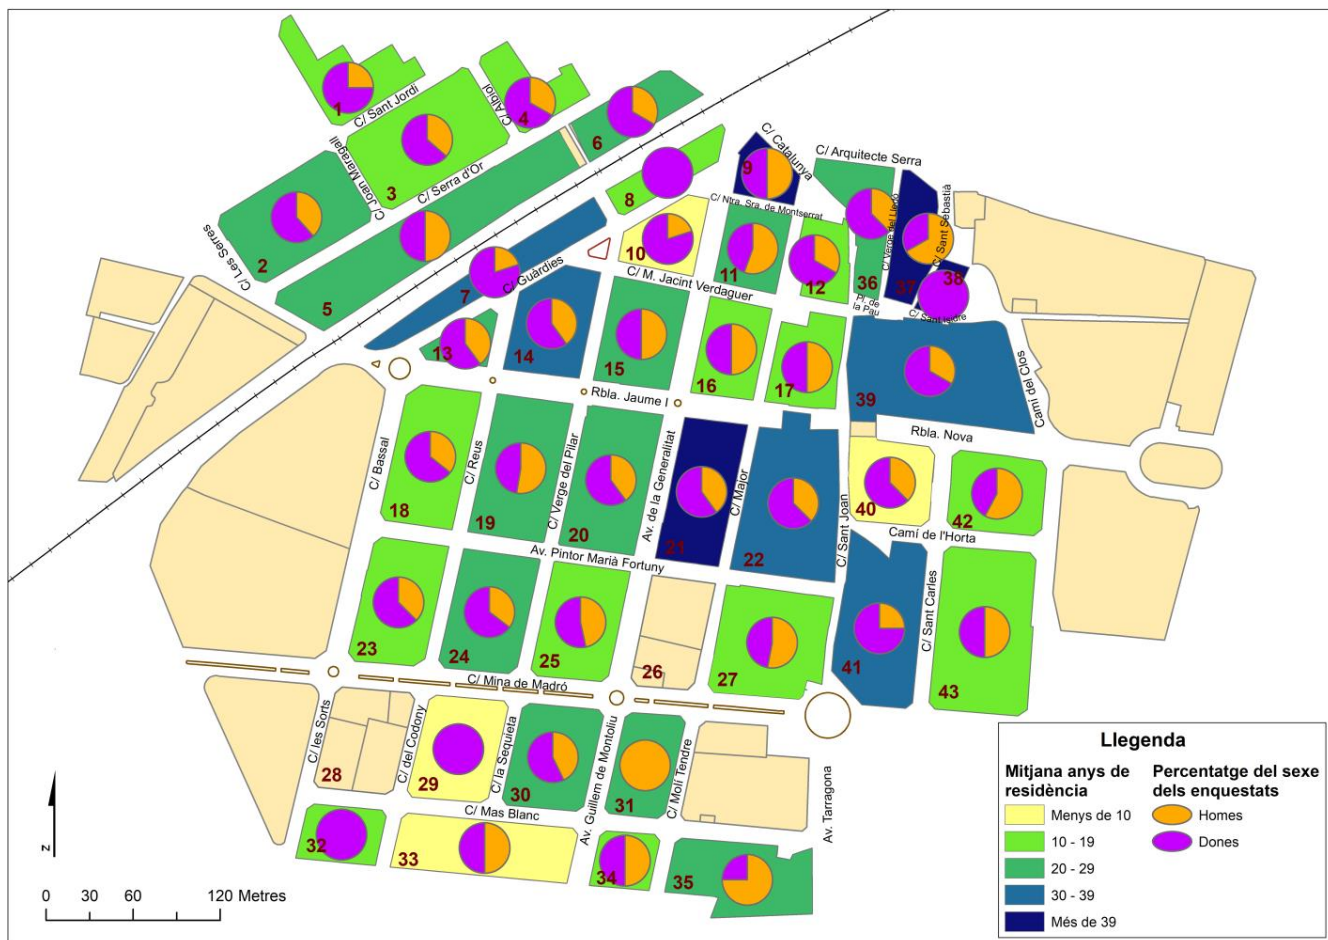 1
C/ Sant Jordi
C/ Albiol
4
6
C/ Joan Maragall
3
C/ Serra d'Or
C/ Les Serres
2
5
8
9
C/ Catalunya
C/ Arquitecte Serra
C/ Ntra. Sra. de Montserrat
C/ Verge del Lledó
C/ Sant Sebastià
10
11
12
36
37
38
C/ M. Jacint Verdaguer
Pl. de
la Pau
C/ Sant Isidre
7
C/ Guàrdies
13
14
15
16
17
39
Camí del Clos
Rbla. Jaume I
Rbla. Nova
C/ Bassal
C/ Reus
C/ Verge del Pilar
Av. de la Generalitat
C/ Major
C/ Sant Joan
18
19
20
21
22
40
42
Camí de l'Horta
Av. Pintor Marià Fortuny
C/ Sant Carles
23
24
25
26
27
41
43
C/ Mina de Madró
C/ les Sorts
C/ del Codony
C/ la Sequieta
Av. Guillem de Montoliu
C/ Molí Tendre
Av. Tarragona
28
29
30
31
C/ Mas Blanc
32
33
34
35
N
0 30 60 120 Metres
Llegenda
Mitjana anys de
residència
Menys de 10
10 - 19
20 - 29
30 - 39
Més de 39
Percentatge del sexe
dels enquestats
Homes
Dones